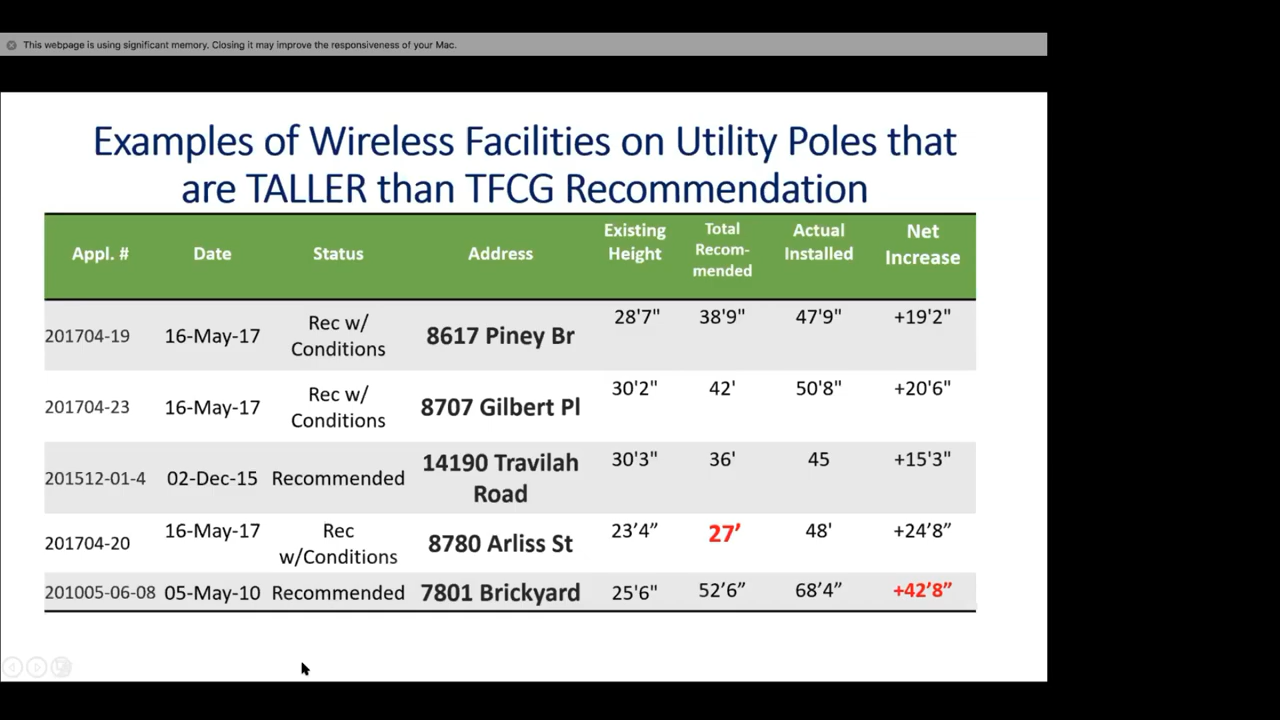 This webpage is using significant memory. Closing it may improve the responsiveness of your Mac.
Examples of Wireless Facilities on Utility Poles that
are TALLER than TFCG Recommendation
Appl. # Date Status Address Existing Height Total Recom-mended Actual Installed Net Increase
201704-19 16-May-17 Rec w/ Conditions 8617 Piney Br 28'7" 38'9" 47'9" +19'2"
201704-23 16-May-17 Rec w/ Conditions 8707 Gilbert Pl 30'2" 42' 50'8" +20'6"
201512-01-4 02-Dec-15 Recommended 14190 Travilah Road 30'3" 36' 45 +15'3"
201704-20 16-May-17 Rec w/Conditions 8780 Arliss St 23’4” 27’ 48' +24’8”
201005-06-08 05-May-10 Recommended 7801 Brickyard 25'6" 52’6” 68’4” +42’8”